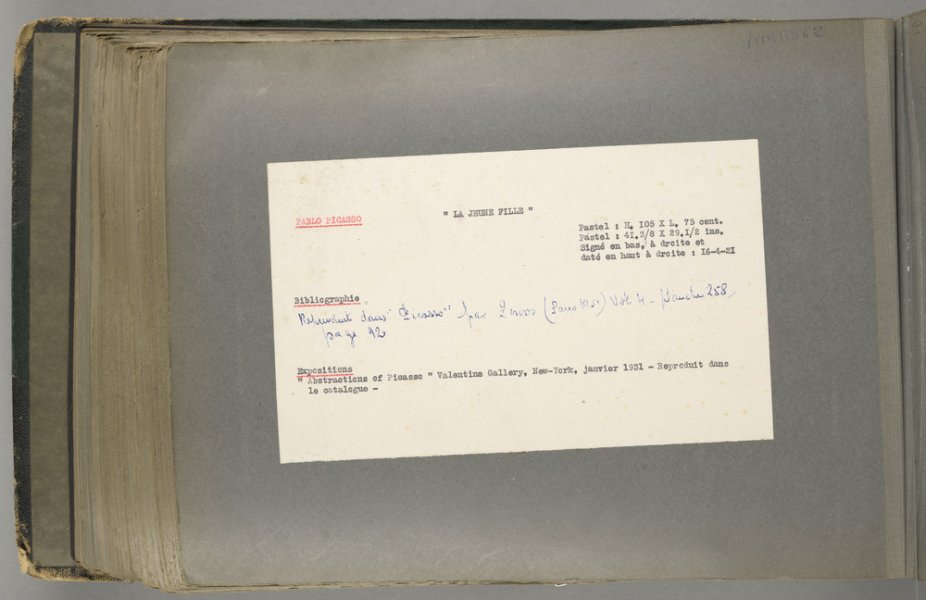 PABLO PICASSO
" LA JEUNE FILLE "
Pastel : H. 105 X L. 75 cent.
Pastel : 41.3/8 X 29.1/2 ins.
Signé en bas, à droite et
daté en haut à droite : 16-4-21
Bibliographie
Reproduit dans "Picasso" par Zervos (Paris 1951) Vol 4 - planche 258,
page 92
Expositions
" Abstractions of Picasso " Valentine Gallery, New-York, janvier 1931 - Reproduit dans
le catalogue -